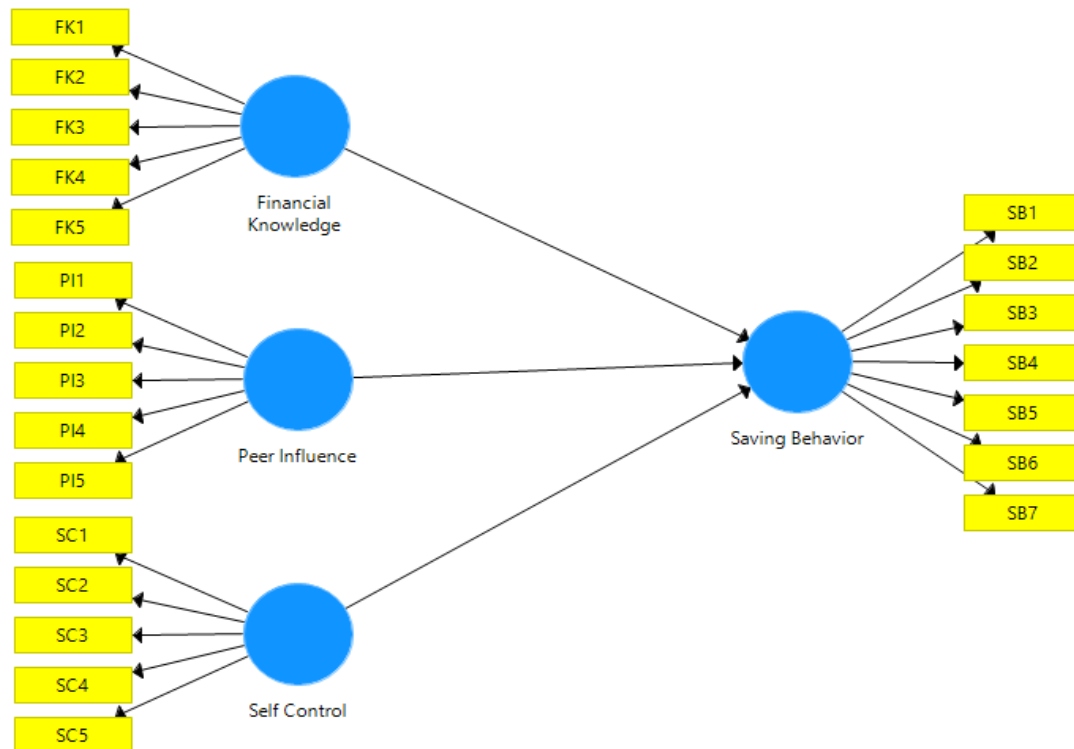 FK1
FK2
FK3
FK4
FK5
Financial
Knowledge
PI1
PI2
PI3
PI4
PI5
Peer Influence
SC1
SC2
SC3
SC4
SC5
Self Control
Saving Behavior
SB1
SB2
SB3
SB4
SB5
SB6
SB7